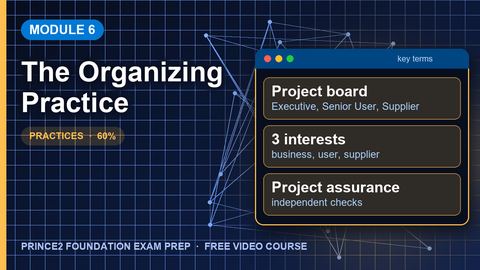 MODULE 6
The Organizing
Practice
PRACTICES · 60%
key terms
Project board
Executive, Senior User, Supplier
3 interests
business, user, supplier
Project assurance
independent checks
PRINCE2 FOUNDATION EXAM PREP · FREE VIDEO COURSE